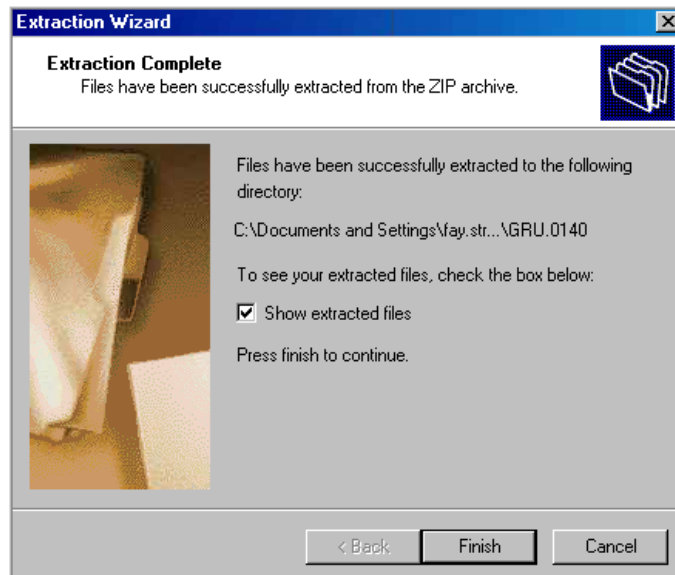 Extraction Wizard
Extraction Complete
Files have been successfully extracted from the ZIP archive.
Files have been successfully extracted to the following
directory:
C:\Documents and Settings\fay.str...\GRU.0140
To see your extracted files, check the box below:
Show extracted files
Press finish to continue.
< Back Finish Cancel